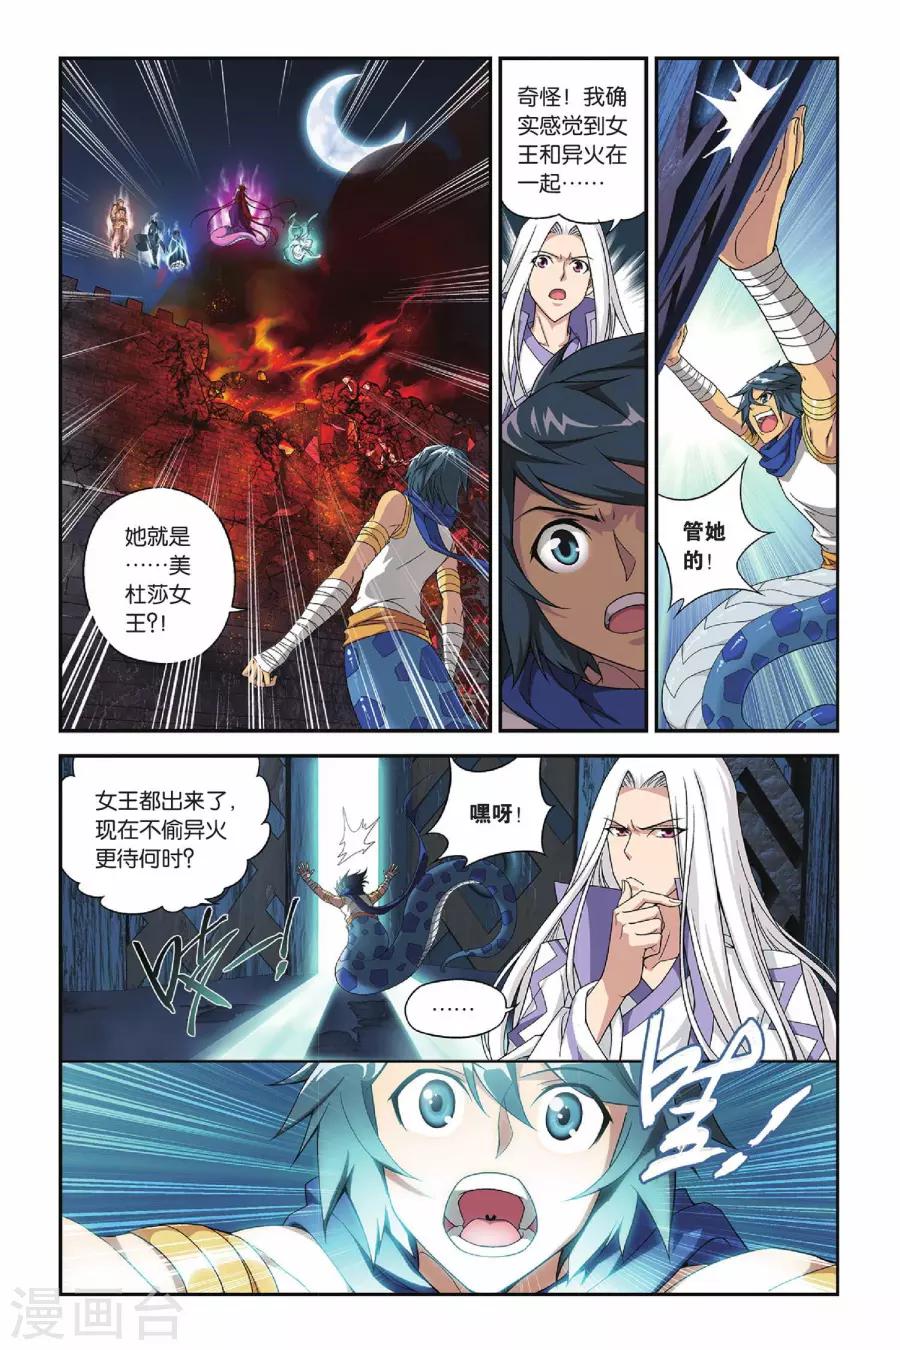 她就是
……美
杜莎女
王?!
奇怪！我确
实感觉到女
王和异火在
一起……
管她
的！
女王都出来了，
现在不偷异火
更待何时？
嘿呀！
吱—！
……
漫画台